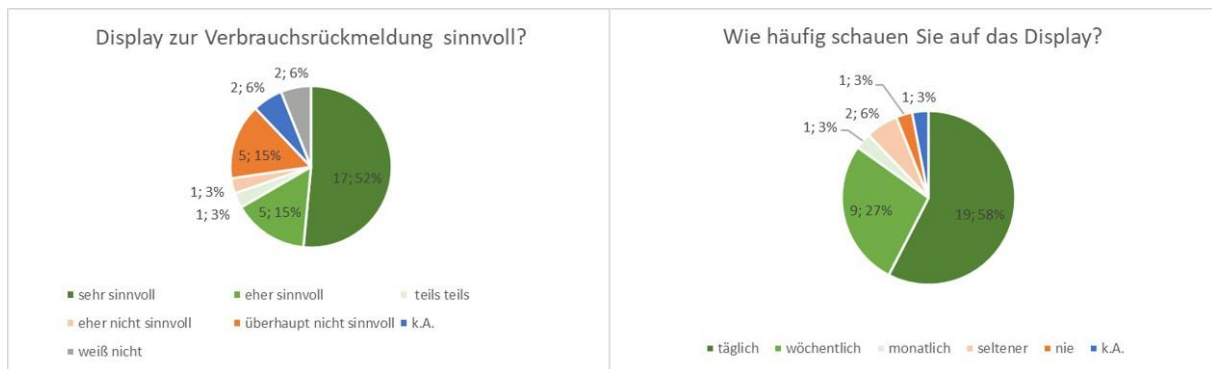 Display zur Verbrauchsrückmeldung sinnvoll?
2; 6%
2; 6%
5; 15%
17; 52%
1; 3%
1; 3%
5; 15%
sehr sinnvoll
eher sinnvoll
teils teils
eher nicht sinnvoll
überhaupt nicht sinnvoll
k.A.
weiß nicht
Wie häufig schauen Sie auf das Display?
1; 3%
1; 3%
2; 6%
1; 3%
9; 27%
19; 58%
täglich
wöchentlich
monatlich
seltener
nie
k.A.